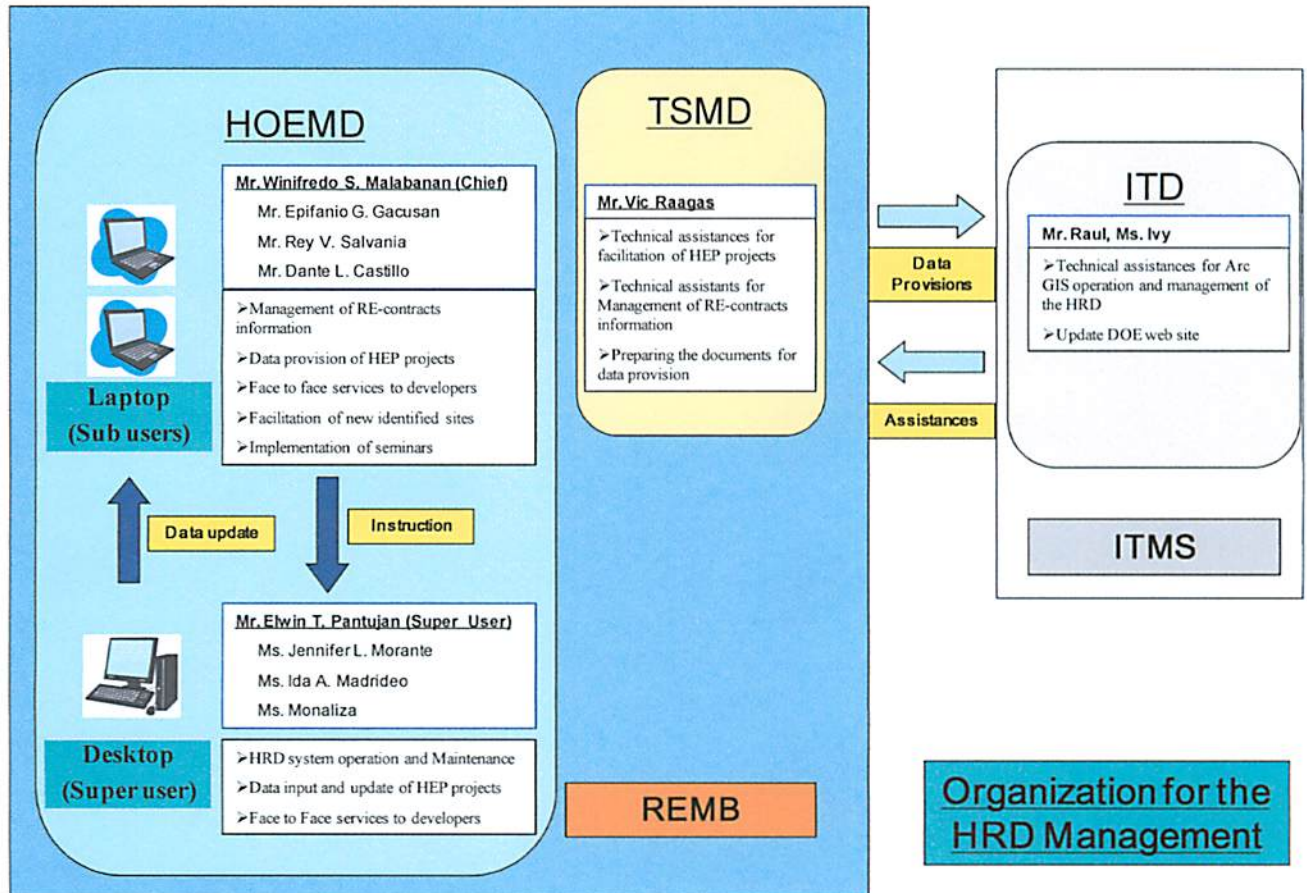 HOEMD
Mr. Winifredo S. Malabanan (Chief)
Mr. Epifanio G. Gacusan
Mr. Rey V. Salvania
Mr. Dante L. Castillo
➢Management of RE-contracts
information
➢Data provision of HEP projects
➢Face to face services to developers
➢Facilitation of new identified sites
➢Implementation of seminars
Laptop
(Sub users)
Data update
Instruction
Mr. Elwin T. Pantujan (Super User)
Ms. Jennifer L. Morante
Ms. Ida A. Madrideo
Ms. Monaliza
➢HRD system operation and Maintenance
➢Data input and update of HEP projects
➢Face to Face services to developers
Desktop
(Super user)
TSMD
Mr. Vic Raagas
➢Technical assistances for
facilitation of HEP projects
➢Technical assistants for
Management of RE-contracts
information
➢Preparing the documents for
data provision
REMB
Data
Provisions
Assistances
ITD
Mr. Raul, Ms. Ivy
➢Technical assistances for Arc
GIS operation and management of
the HRD
➢Update DOE web site
ITMS
Organization for the
HRD Management